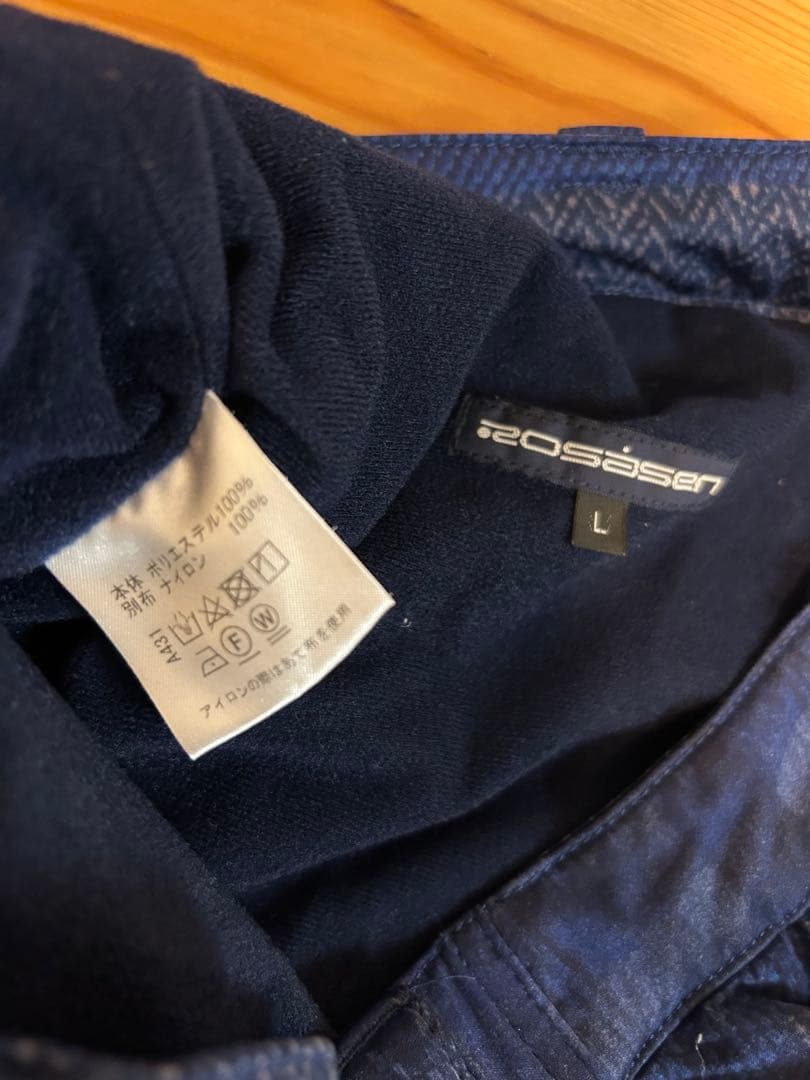 本体 ポリエステル100%
別布 ナイロン 100%
A431
F W
アイロンの際はあて布を使用
ROSASEN
L